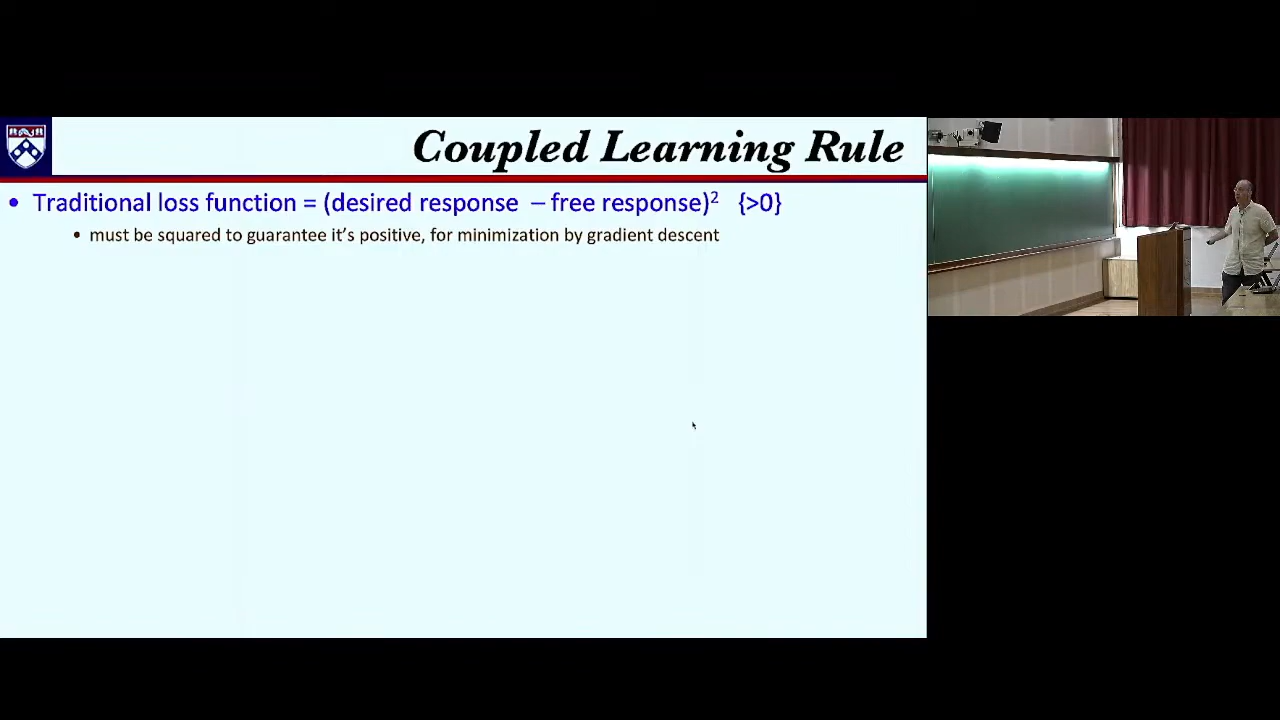 Coupled Learning Rule
• Traditional loss function = (desired response – free response)² {>0}
• must be squared to guarantee it's positive, for minimization by gradient descent